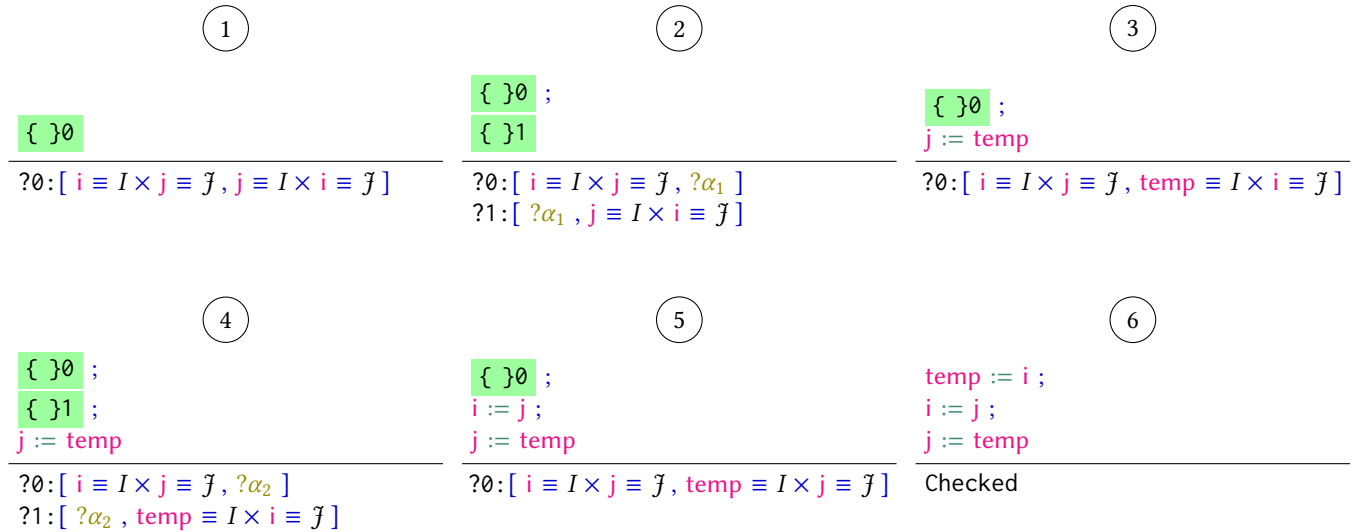 1
{ }0
?0:[ i ≡ I × j ≡ 𝒥 , j ≡ I × i ≡ 𝒥 ]
2
{ }0 ;
{ }1
?0:[ i ≡ I × j ≡ 𝒥 , ?α₁ ]
?1:[ ?α₁ , j ≡ I × i ≡ 𝒥 ]
3
{ }0 ;
j := temp
?0:[ i ≡ I × j ≡ 𝒥 , temp ≡ I × i ≡ 𝒥 ]
4
{ }0 ;
{ }1 ;
j := temp
?0:[ i ≡ I × j ≡ 𝒥 , ?α₂ ]
?1:[ ?α₂ , temp ≡ I × i ≡ 𝒥 ]
5
{ }0 ;
i := j ;
j := temp
?0:[ i ≡ I × j ≡ 𝒥 , temp ≡ I × j ≡ 𝒥 ]
6
temp := i ;
i := j ;
j := temp
Checked